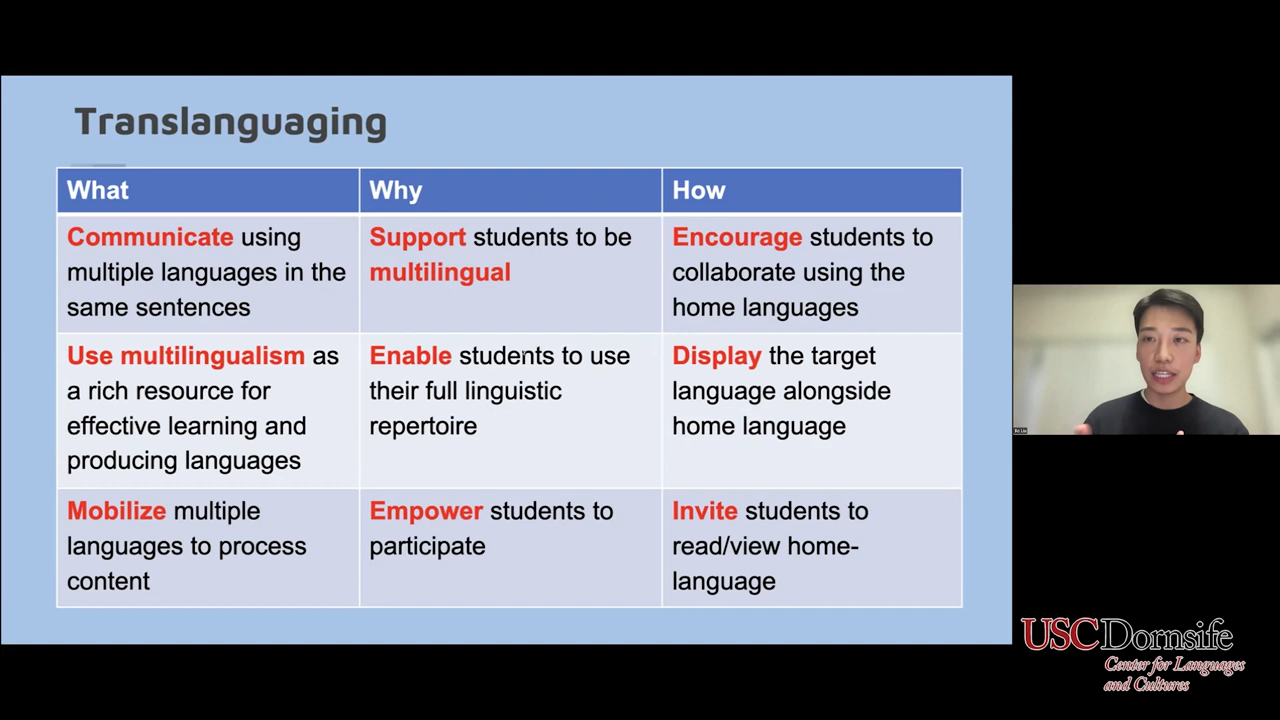 Translanguaging
What
Why
How
Communicate using
multiple languages in the
same sentences
Support students to be
multilingual
Encourage students to
collaborate using the
home languages
Use multilingualism as
a rich resource for
effective learning and
producing languages
Enable students to use
their full linguistic
repertoire
Display the target
language alongside
home language
Mobilize multiple
languages to process
content
Empower students to
participate
Invite students to
read/view home-
language
USC Dornsife
Center for Languages
and Cultures